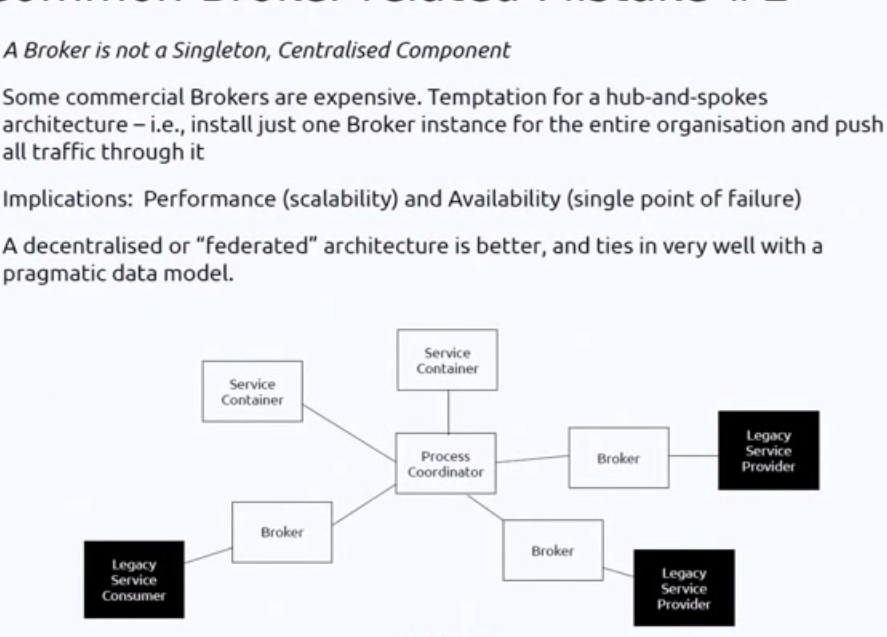 A Broker is not a Singleton, Centralised Component
Some commercial Brokers are expensive. Temptation for a hub-and-spokes
architecture – i.e., install just one Broker instance for the entire organisation and push
all traffic through it
Implications: Performance (scalability) and Availability (single point of failure)
A decentralised or “federated” architecture is better, and ties in very well with a
pragmatic data model.
Service
Container
Service
Container
Process
Coordinator
Broker
Legacy
Service
Provider
Broker
Broker
Legacy
Service
Consumer
Legacy
Service
Provider